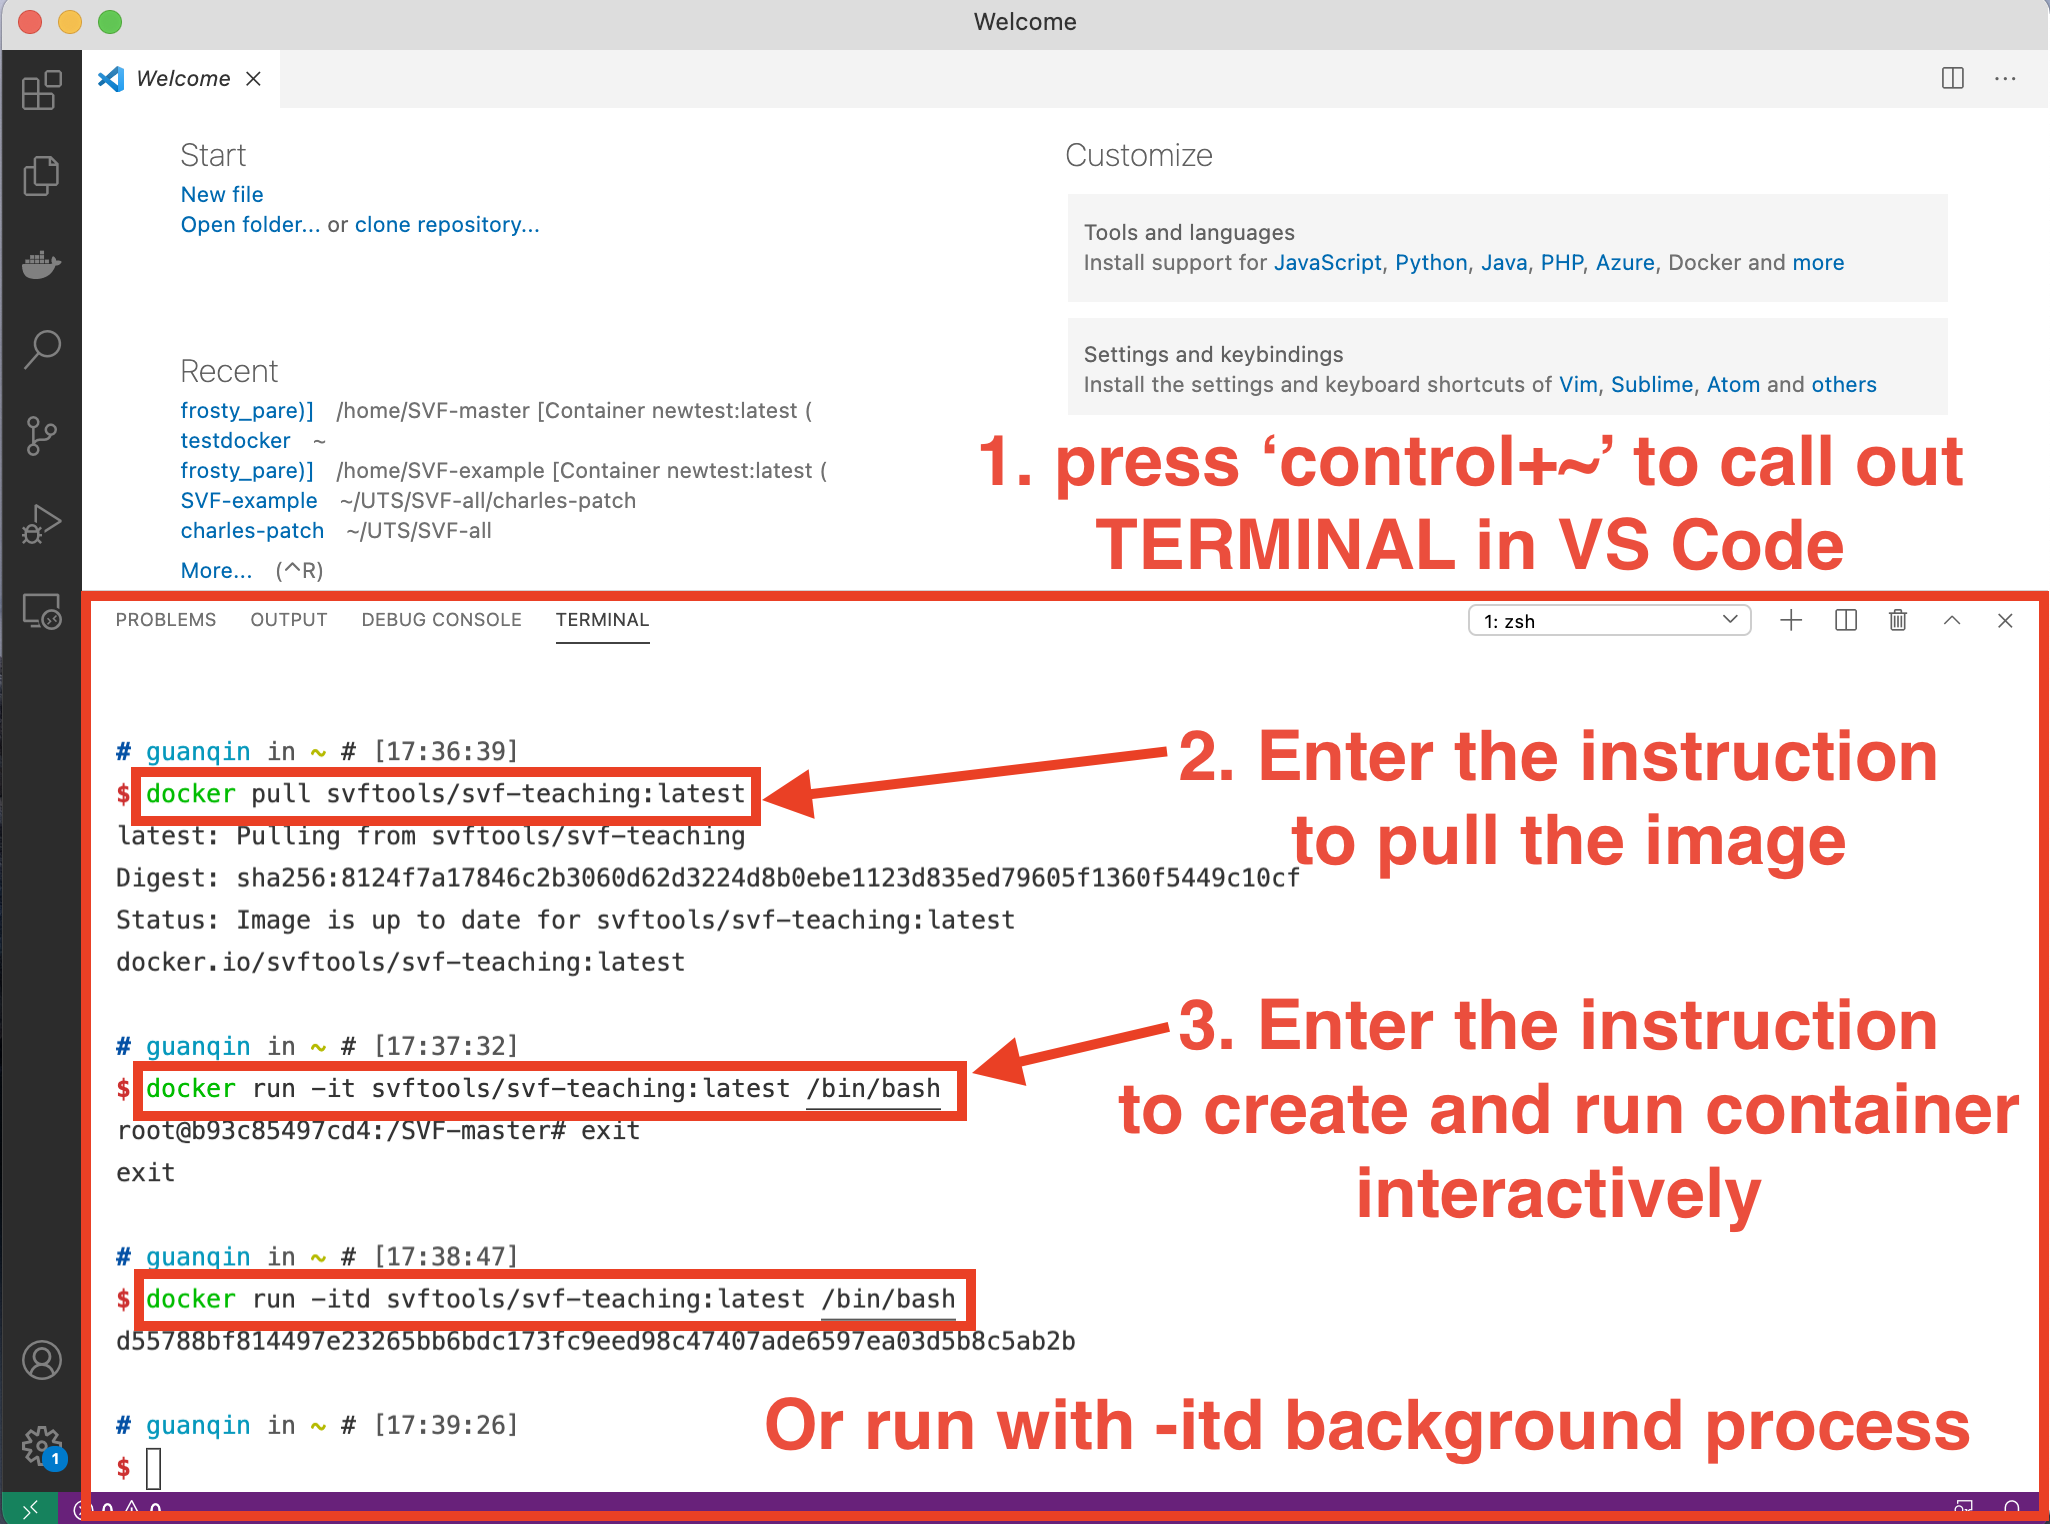 Welcome
Welcome
Start
New file
Open folder... or clone repository...
Recent
frosty_pare)] /home/SVF-master [Container newtest:latest (
testdocker ~
frosty_pare)] /home/SVF-example [Container newtest:latest (
SVF-example ~/UTS/SVF-all/charles-patch
charles-patch ~/UTS/SVF-all
More... (^R)
Customize
Tools and languages
Install support for JavaScript, Python, Java, PHP, Azure, Docker and more
Settings and keybindings
Install the settings and keyboard shortcuts of Vim, Sublime, Atom and others
1. press ‘control+~’ to call out
TERMINAL in VS Code
PROBLEMS OUTPUT DEBUG CONSOLE TERMINAL
1: zsh
# guanqin in ~ # [17:36:39]
$ docker pull svftools/svf-teaching:latest
latest: Pulling from svftools/svf-teaching
Digest: sha256:8124f7a17846c2b3060d62d3224d8b0ebe1123d835ed79605f1360f5449c10cf
Status: Image is up to date for svftools/svf-teaching:latest
docker.io/svftools/svf-teaching:latest
2. Enter the instruction
to pull the image
# guanqin in ~ # [17:37:32]
$ docker run -it svftools/svf-teaching:latest /bin/bash
root@b93c85497cd4:/SVF-master# exit
exit
3. Enter the instruction
to create and run container
interactively
# guanqin in ~ # [17:38:47]
$ docker run -itd svftools/svf-teaching:latest /bin/bash
d55788bf814497e23265bb6bdc173fc9eed98c47407ade6597ea03d5b8c5ab2b
Or run with -itd background process
# guanqin in ~ # [17:39:26]
$
1
0 0